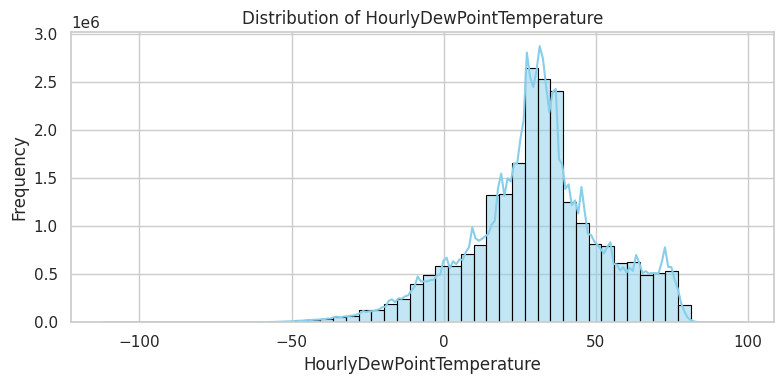 Distribution of HourlyDewPointTemperature
1e6
3.0
2.5
2.0
1.5
1.0
0.5
0.0
Frequency
−100 −50 0 50 100
HourlyDewPointTemperature